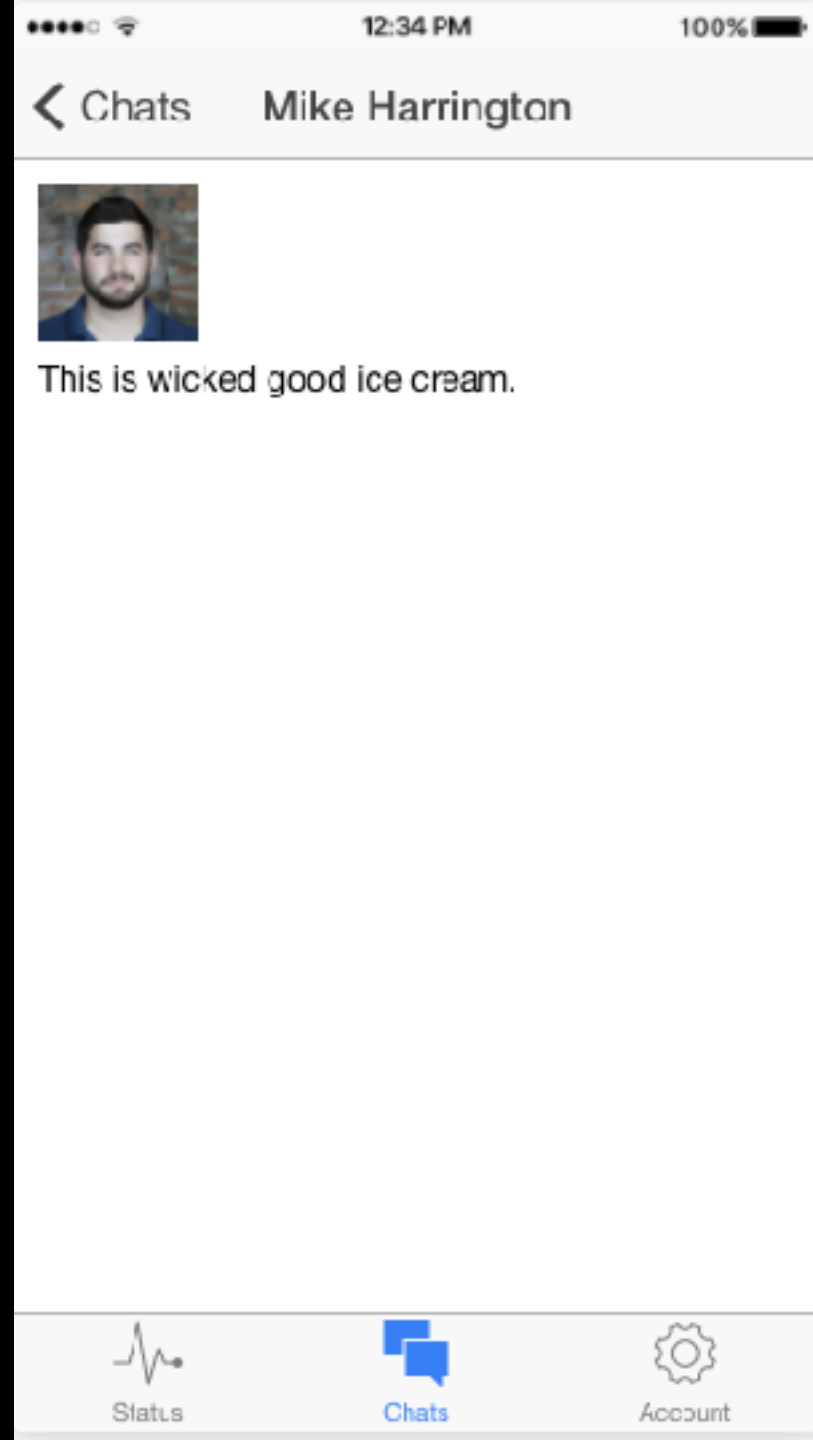 12:34 PM 100%
Chats Mike Harrington
This is wicked good ice cream.
Status Chats Account